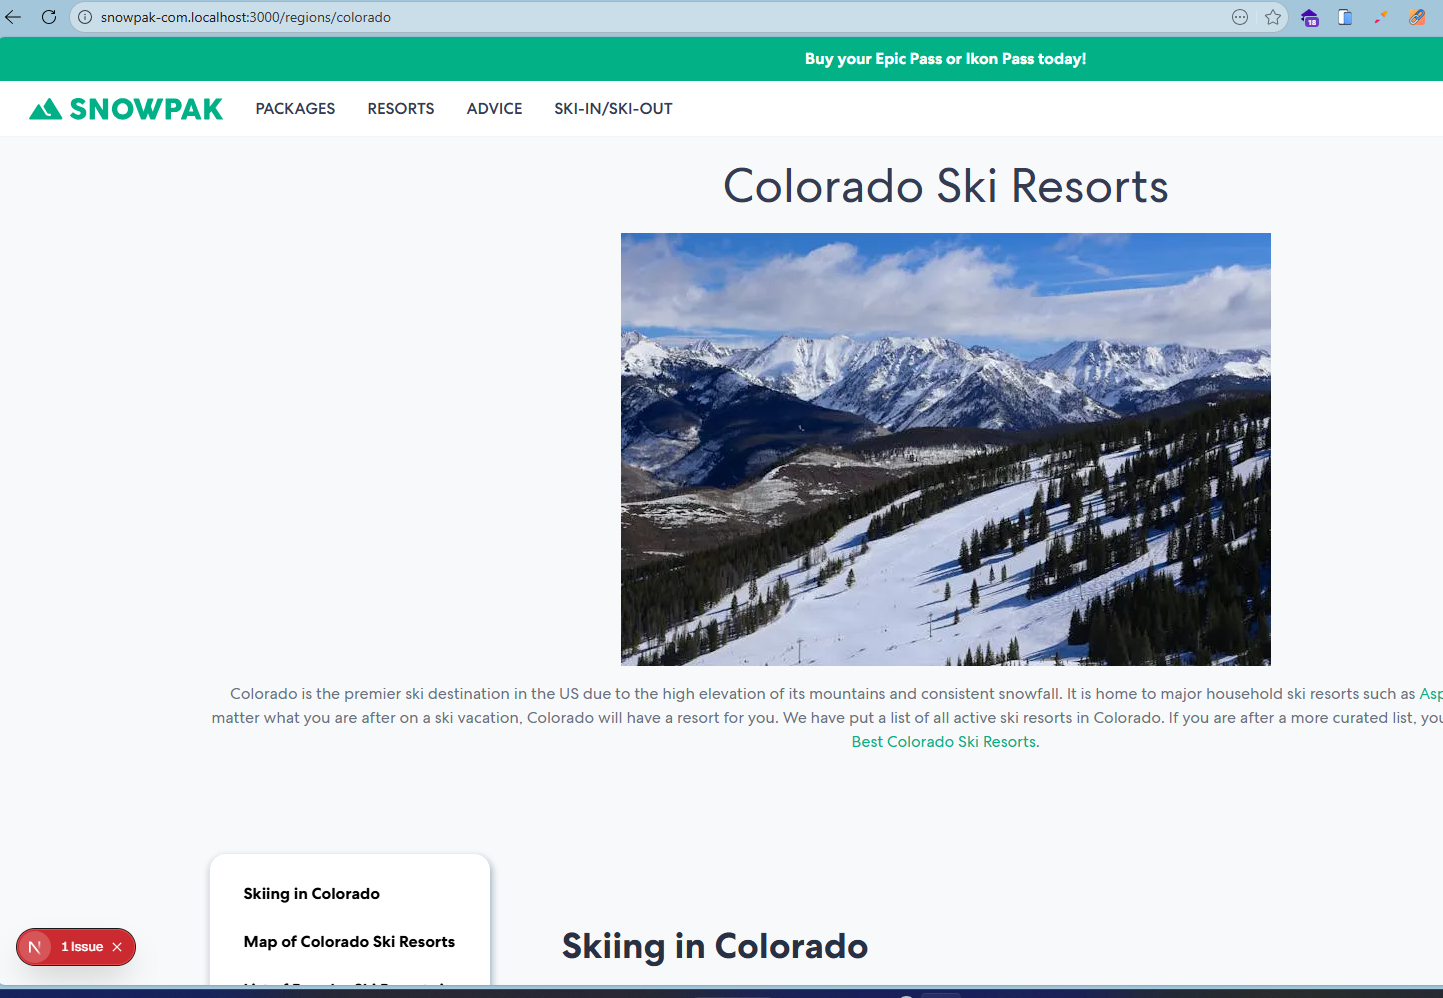 snowpak-com.localhost:3000/regions/colorado
18
Buy your Epic Pass or Ikon Pass today!
SNOWPAK
PACKAGES
RESORTS
ADVICE
SKI-IN/SKI-OUT
Colorado Ski Resorts
Colorado is the premier ski destination in the US due to the high elevation of its mountains and consistent snowfall. It is home to major household ski resorts such as
matter what you are after on a ski vacation, Colorado will have a resort for you. We have put a list of all active ski resorts in Colorado. If you are after a more curated list,
Best Colorado Ski Resorts.
Skiing in Colorado
Map of Colorado Ski Resorts
Skiing in Colorado
N
1 Issue